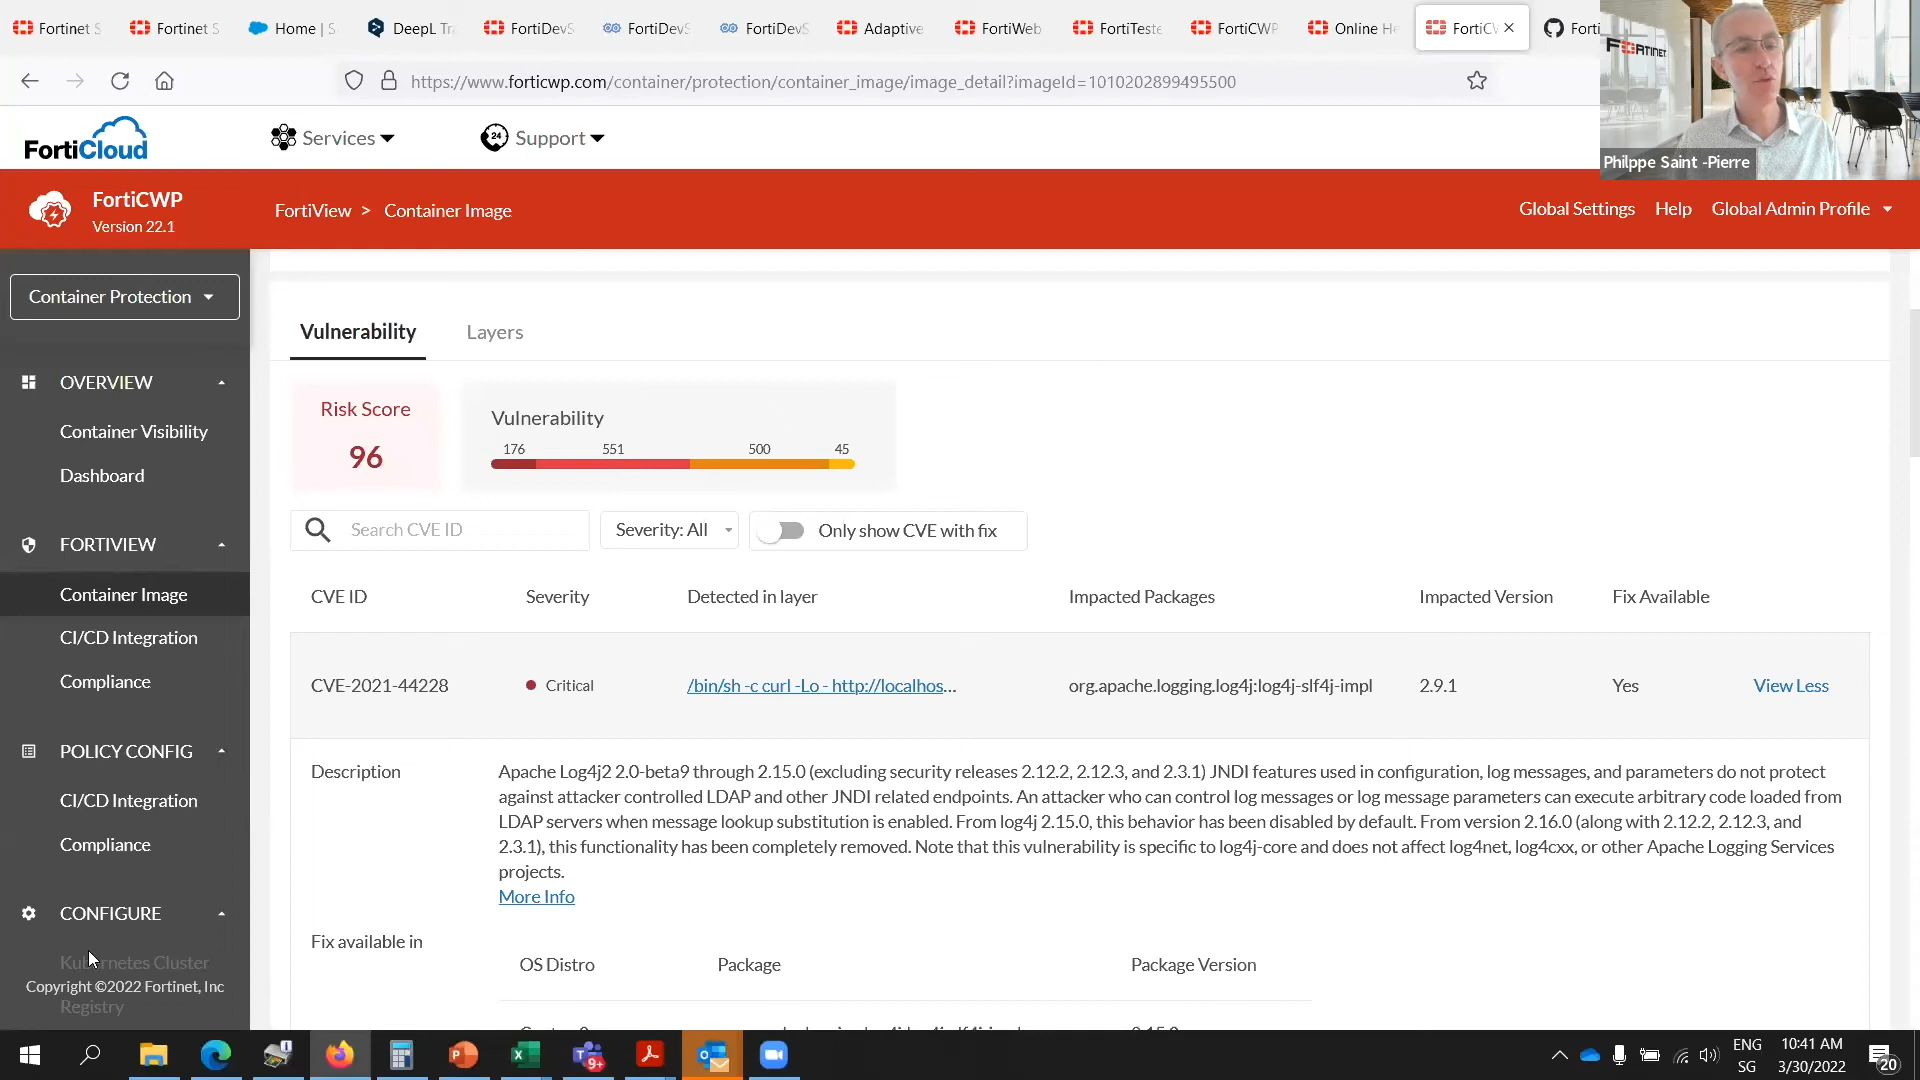 Fortinet S
Fortinet S
Home | S
DeepL Tra
FortiDevS
FortiDevS
FortiDevS
Adaptive
FortiWeb
FortiTeste
FortiCWP
Online He
FortiCW
Forti
https://www.forticwp.com/container/protection/container_image/image_detail?imageId=1010202899495500
FORTINET
Philppe Saint -Pierre
FortiCloud
Services
24
Support
FortiCWP
Version 22.1
FortiView > Container Image
Global Settings
Help
Global Admin Profile
Container Protection
OVERVIEW
Container Visibility
Dashboard
FORTIVIEW
Container Image
CI/CD Integration
Compliance
POLICY CONFIG
CI/CD Integration
Compliance
CONFIGURE
Kubernetes Cluster
Copyright ©2022 Fortinet, Inc
Registry
Vulnerability
Layers
Risk Score
96
Vulnerability
176 551 500 45
Search CVE ID
Severity: All
Only show CVE with fix
CVE ID Severity Detected in layer Impacted Packages Impacted Version Fix Available
CVE-2021-44228 Critical /bin/sh -c curl -Lo - http://localhos... org.apache.logging.log4j:log4j-slf4j-impl 2.9.1 Yes View Less
Description
Apache Log4j2 2.0-beta9 through 2.15.0 (excluding security releases 2.12.2, 2.12.3, and 2.3.1) JNDI features used in configuration, log messages, and parameters do not protect
against attacker controlled LDAP and other JNDI related endpoints. An attacker who can control log messages or log message parameters can execute arbitrary code loaded from
LDAP servers when message lookup substitution is enabled. From log4j 2.15.0, this behavior has been disabled by default. From version 2.16.0 (along with 2.12.2, 2.12.3, and
2.3.1), this functionality has been completely removed. Note that this vulnerability is specific to log4j-core and does not affect log4net, log4cxx, or other Apache Logging Services
projects.
More Info
Fix available in
OS Distro Package Package Version
9+
ENG
SG
10:41 AM
3/30/2022
20